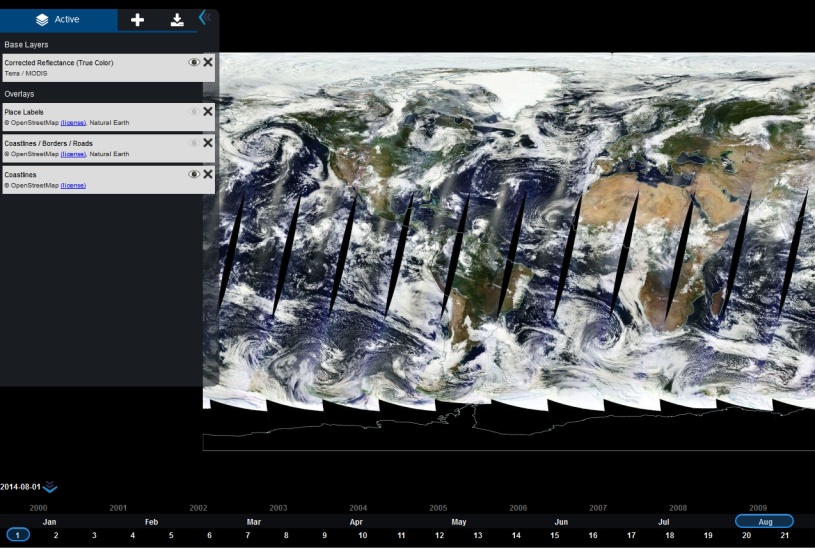 Active
Base Layers
Corrected Reflectance (True Color)
Terra / MODIS
Overlays
Place Labels
© OpenStreetMap (license), Natural Earth
Coastlines / Borders / Roads
© OpenStreetMap (license), Natural Earth
Coastlines
© OpenStreetMap (license)
2014-08-01
2000 2001 2002 2003 2004 2005 2006 2007 2008 2009
Jan Feb Mar Apr May Jun Jul Aug
1 2 3 4 5 6 7 8 9 10 11 12 13 14 15 16 17 18 19 20 21